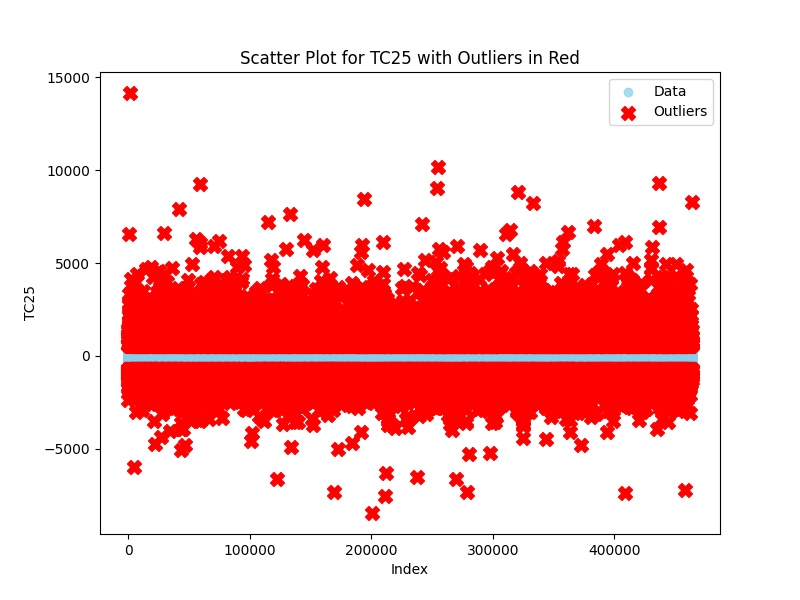 Scatter Plot for TC25 with Outliers in Red
Data
Outliers
15000
10000
5000
0
−5000
TC25
0
100000
200000
300000
400000
Index